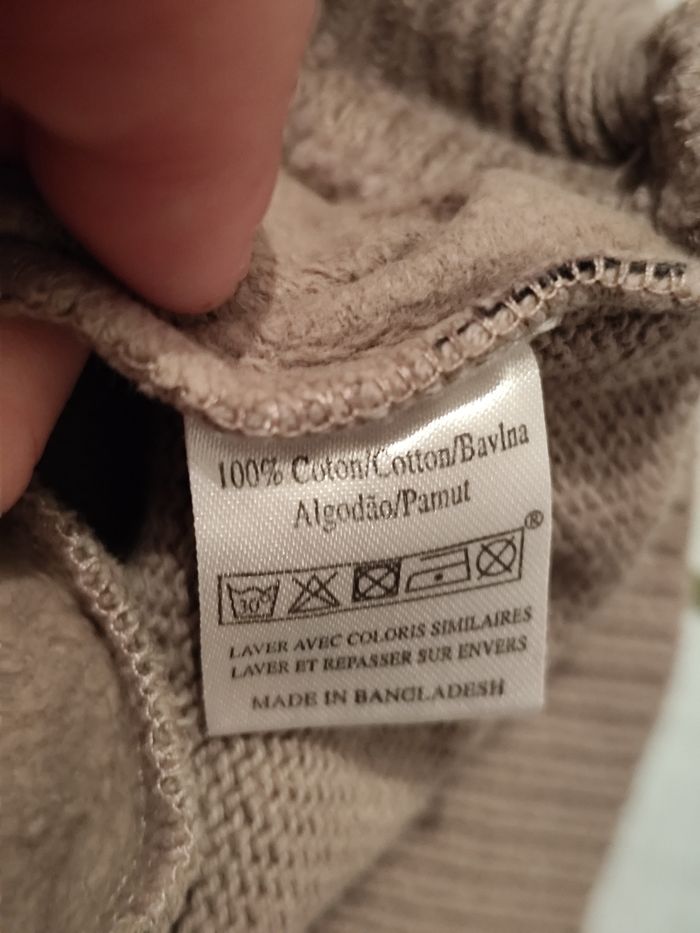 100% Coton/Cotton/Bavlna
Algodão/Pamut
30°
®
LAVER AVEC COLORIS SIMILAIRES
LAVER ET REPASSER SUR ENVERS
MADE IN BANGLADESH